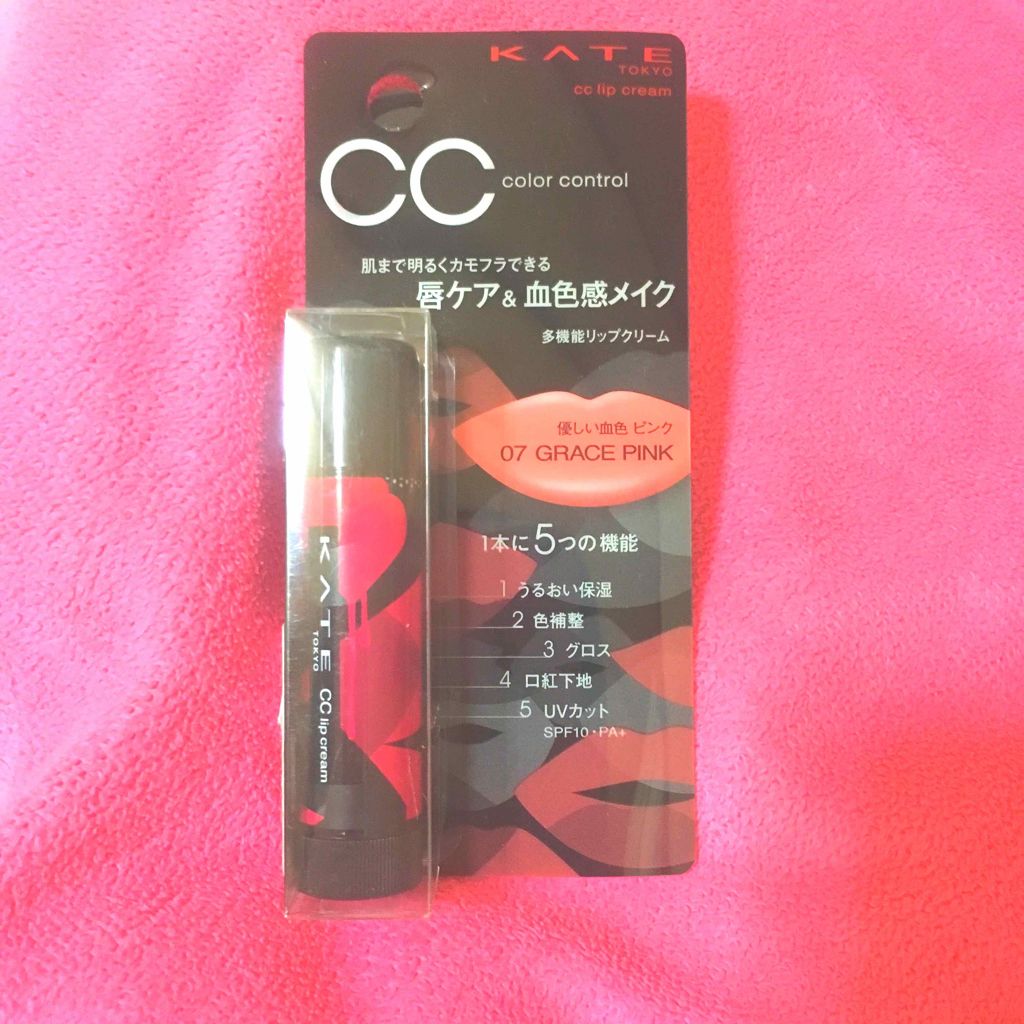 KATE
TOKYO
cc lip cream
CC color control
肌まで明るくカモフラできる
唇ケア & 血色感メイク
多機能リップクリーム
優しい血色 ピンク
07 GRACE PINK
1本に5つの機能
1 うるおい保湿
2 色補整
3 グロス
4 口紅下地
5 UVカット
SPF10・PA+
KATE
TOKYO
CC lip cream